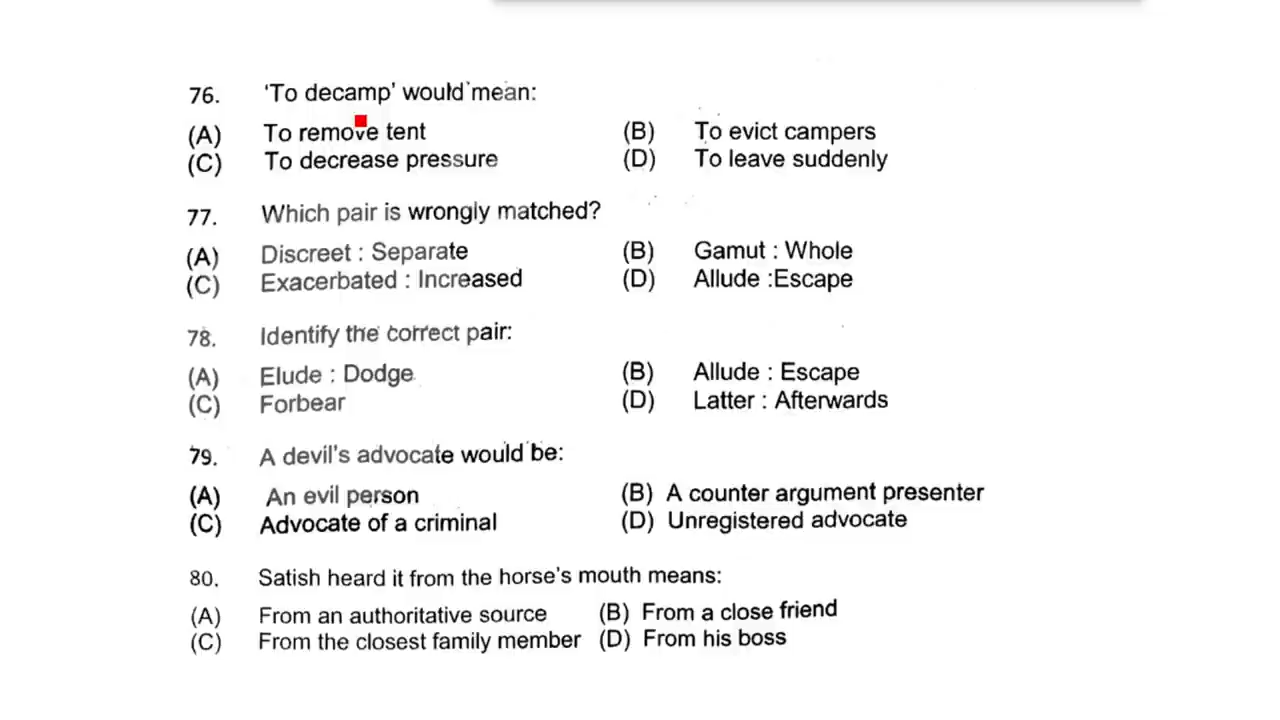 76. 'To decamp' would mean:
(A) To remove tent (B) To evict campers
(C) To decrease pressure (D) To leave suddenly
77. Which pair is wrongly matched?
(A) Discreet : Separate (B) Gamut : Whole
(C) Exacerbated : Increased (D) Allude :Escape
78. Identify the correct pair:
(A) Elude : Dodge (B) Allude : Escape
(C) Forbear (D) Latter : Afterwards
79. A devil's advocate would be:
(A) An evil person (B) A counter argument presenter
(C) Advocate of a criminal (D) Unregistered advocate
80. Satish heard it from the horse's mouth means:
(A) From an authoritative source (B) From a close friend
(C) From the closest family member (D) From his boss